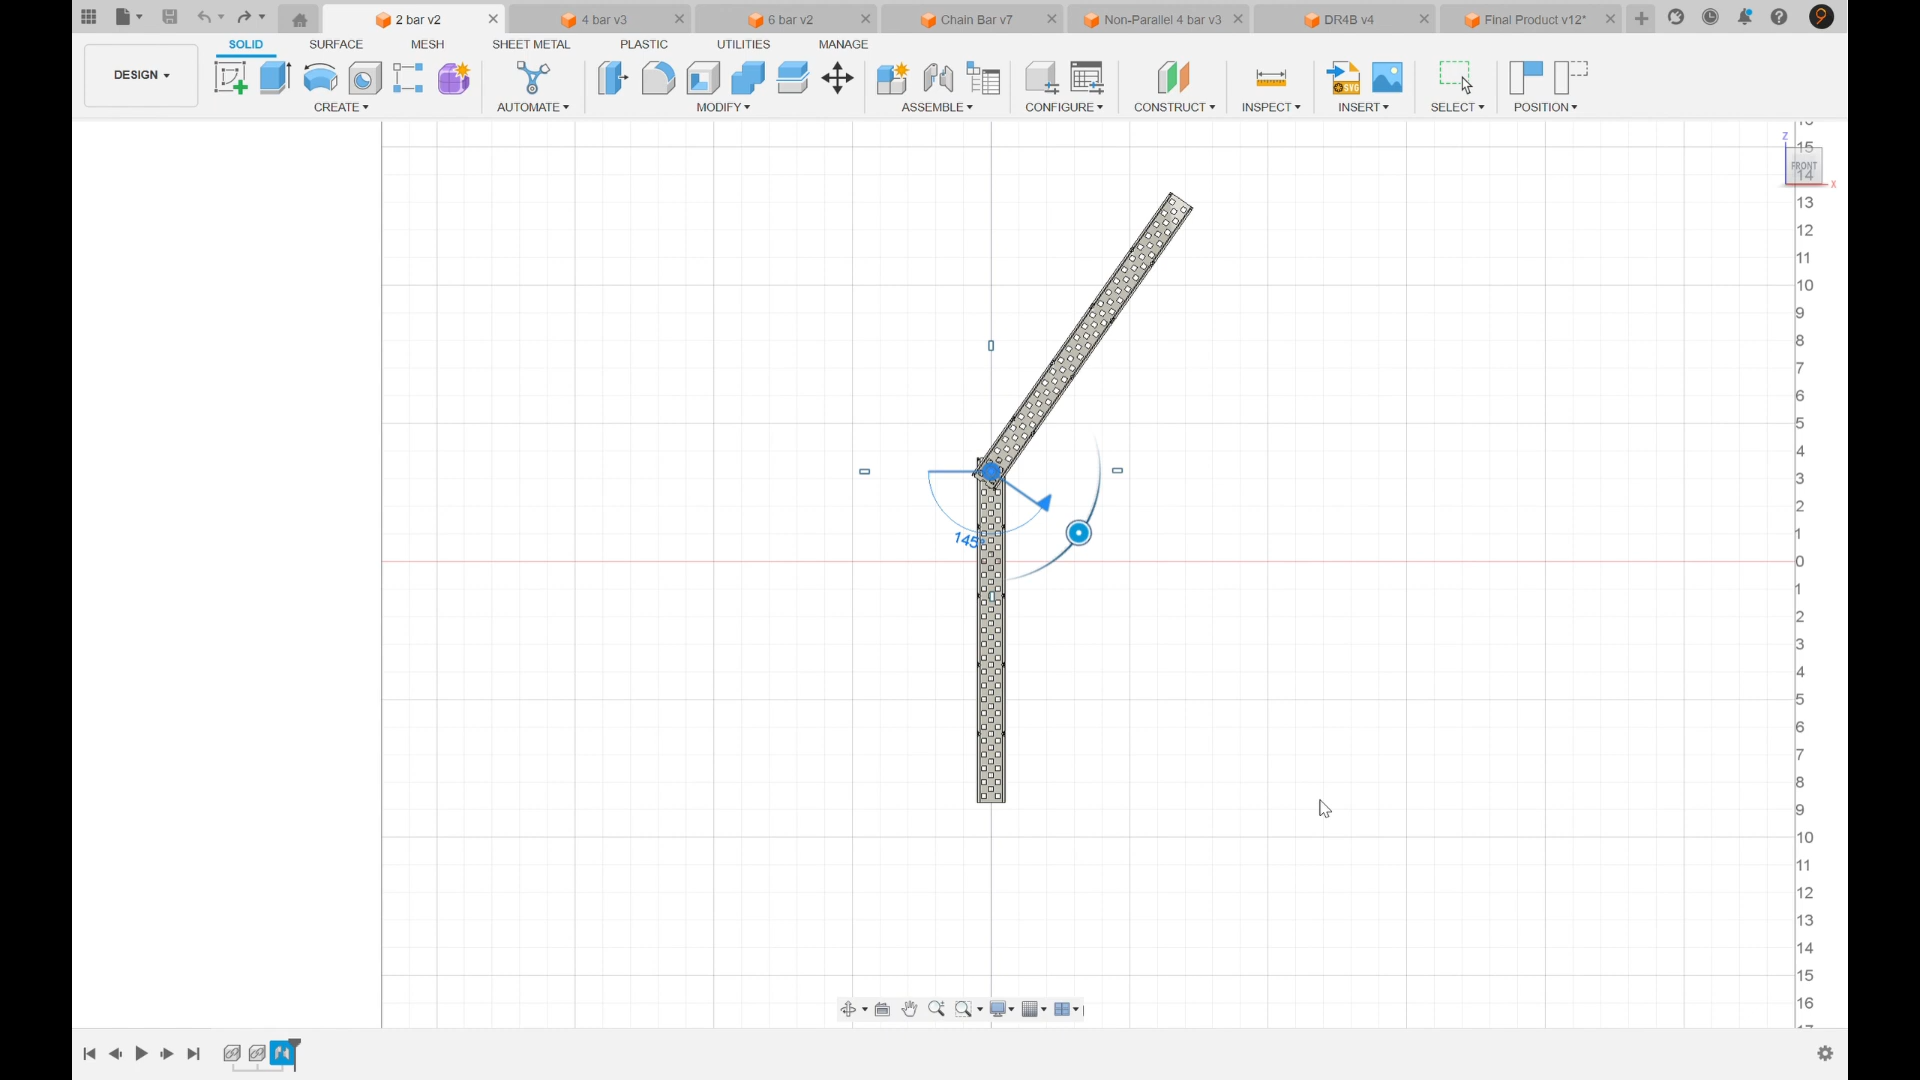 2 bar v2
4 bar v3
6 bar v2
Chain Bar v7
Non-Parallel 4 bar v3
DR4B v4
Final Product v12*
9
SOLID
SURFACE
MESH
SHEET METAL
PLASTIC
UTILITIES
MANAGE
DESIGN
SVG
CREATE
AUTOMATE
MODIFY
ASSEMBLE
CONFIGURE
CONSTRUCT
INSPECT
INSERT
SELECT
POSITION
Z
15
FRONT
14
X
13
12
11
10
9
8
7
6
5
4
3
2
1
145°
0
1
2
3
4
5
6
7
8
9
10
11
12
13
14
15
16